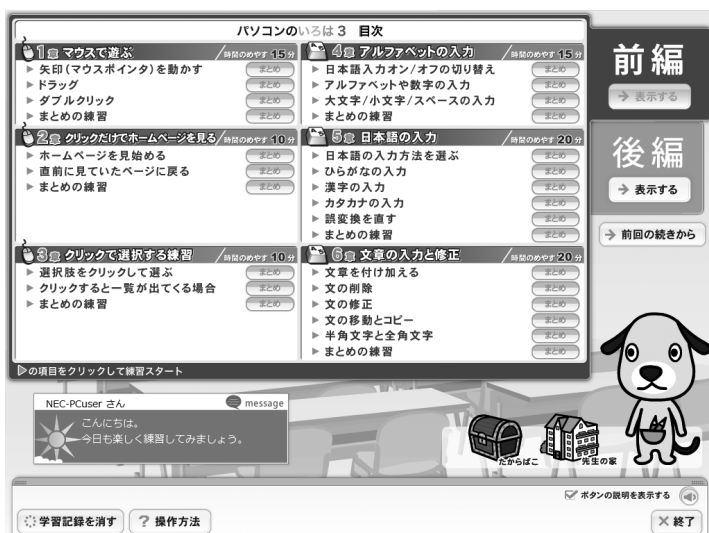 パソコンのいろは3 目次
1章 マウスで遊ぶ 時間のめやす 15分
矢印(マウスポインタ)を動かす まとめ
ドラッグ まとめ
ダブルクリック まとめ
まとめの練習 まとめ
2章 クリックだけでホームページを見る 時間のめやす 10分
ホームページを見始める まとめ
直前に見ていたページに戻る まとめ
まとめの練習 まとめ
3章 クリックで選択する練習 時間のめやす 10分
選択肢をクリックして選ぶ まとめ
クリックすると一覧が出てくる場合 まとめ
まとめの練習 まとめ
4章 アルファベットの入力 時間のめやす 15分
日本語入力オン/オフの切り替え まとめ
アルファベットや数字の入力 まとめ
大文字/小文字/スペースの入力 まとめ
まとめの練習 まとめ
5章 日本語の入力 時間のめやす 20分
日本語の入力方法を選ぶ まとめ
ひらがなの入力 まとめ
漢字の入力 まとめ
カタカナの入力 まとめ
誤変換を直す まとめ
まとめの練習 まとめ
6章 文章の入力と修正 時間のめやす 20分
文章を付け加える まとめ
文の削除 まとめ
文の修正 まとめ
文の移動とコピー まとめ
半角文字と全角文字 まとめ
まとめの練習 まとめ
▷の項目をクリックして練習スタート
前編
→ 表示する
後編
→ 表示する
→ 前回の続きから
NEC-PCuser さん message
こんにちは。
今日も楽しく練習してみましょう。
たからばこ 先生の家
ボタンの説明を表示する
学習記録を消す ? 操作方法 × 終了